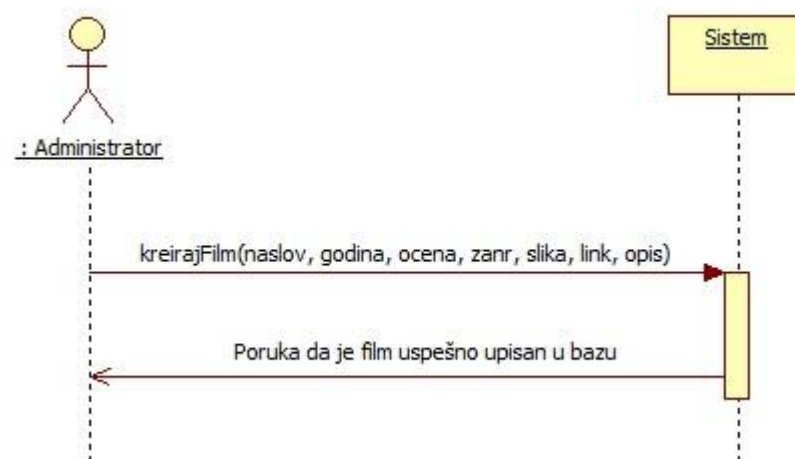 Sistem
: Administrator
kreirajFilm(naslov, godina, ocena, zanr, slika, link, opis)
Poruka da je film uspešno upisan u bazu